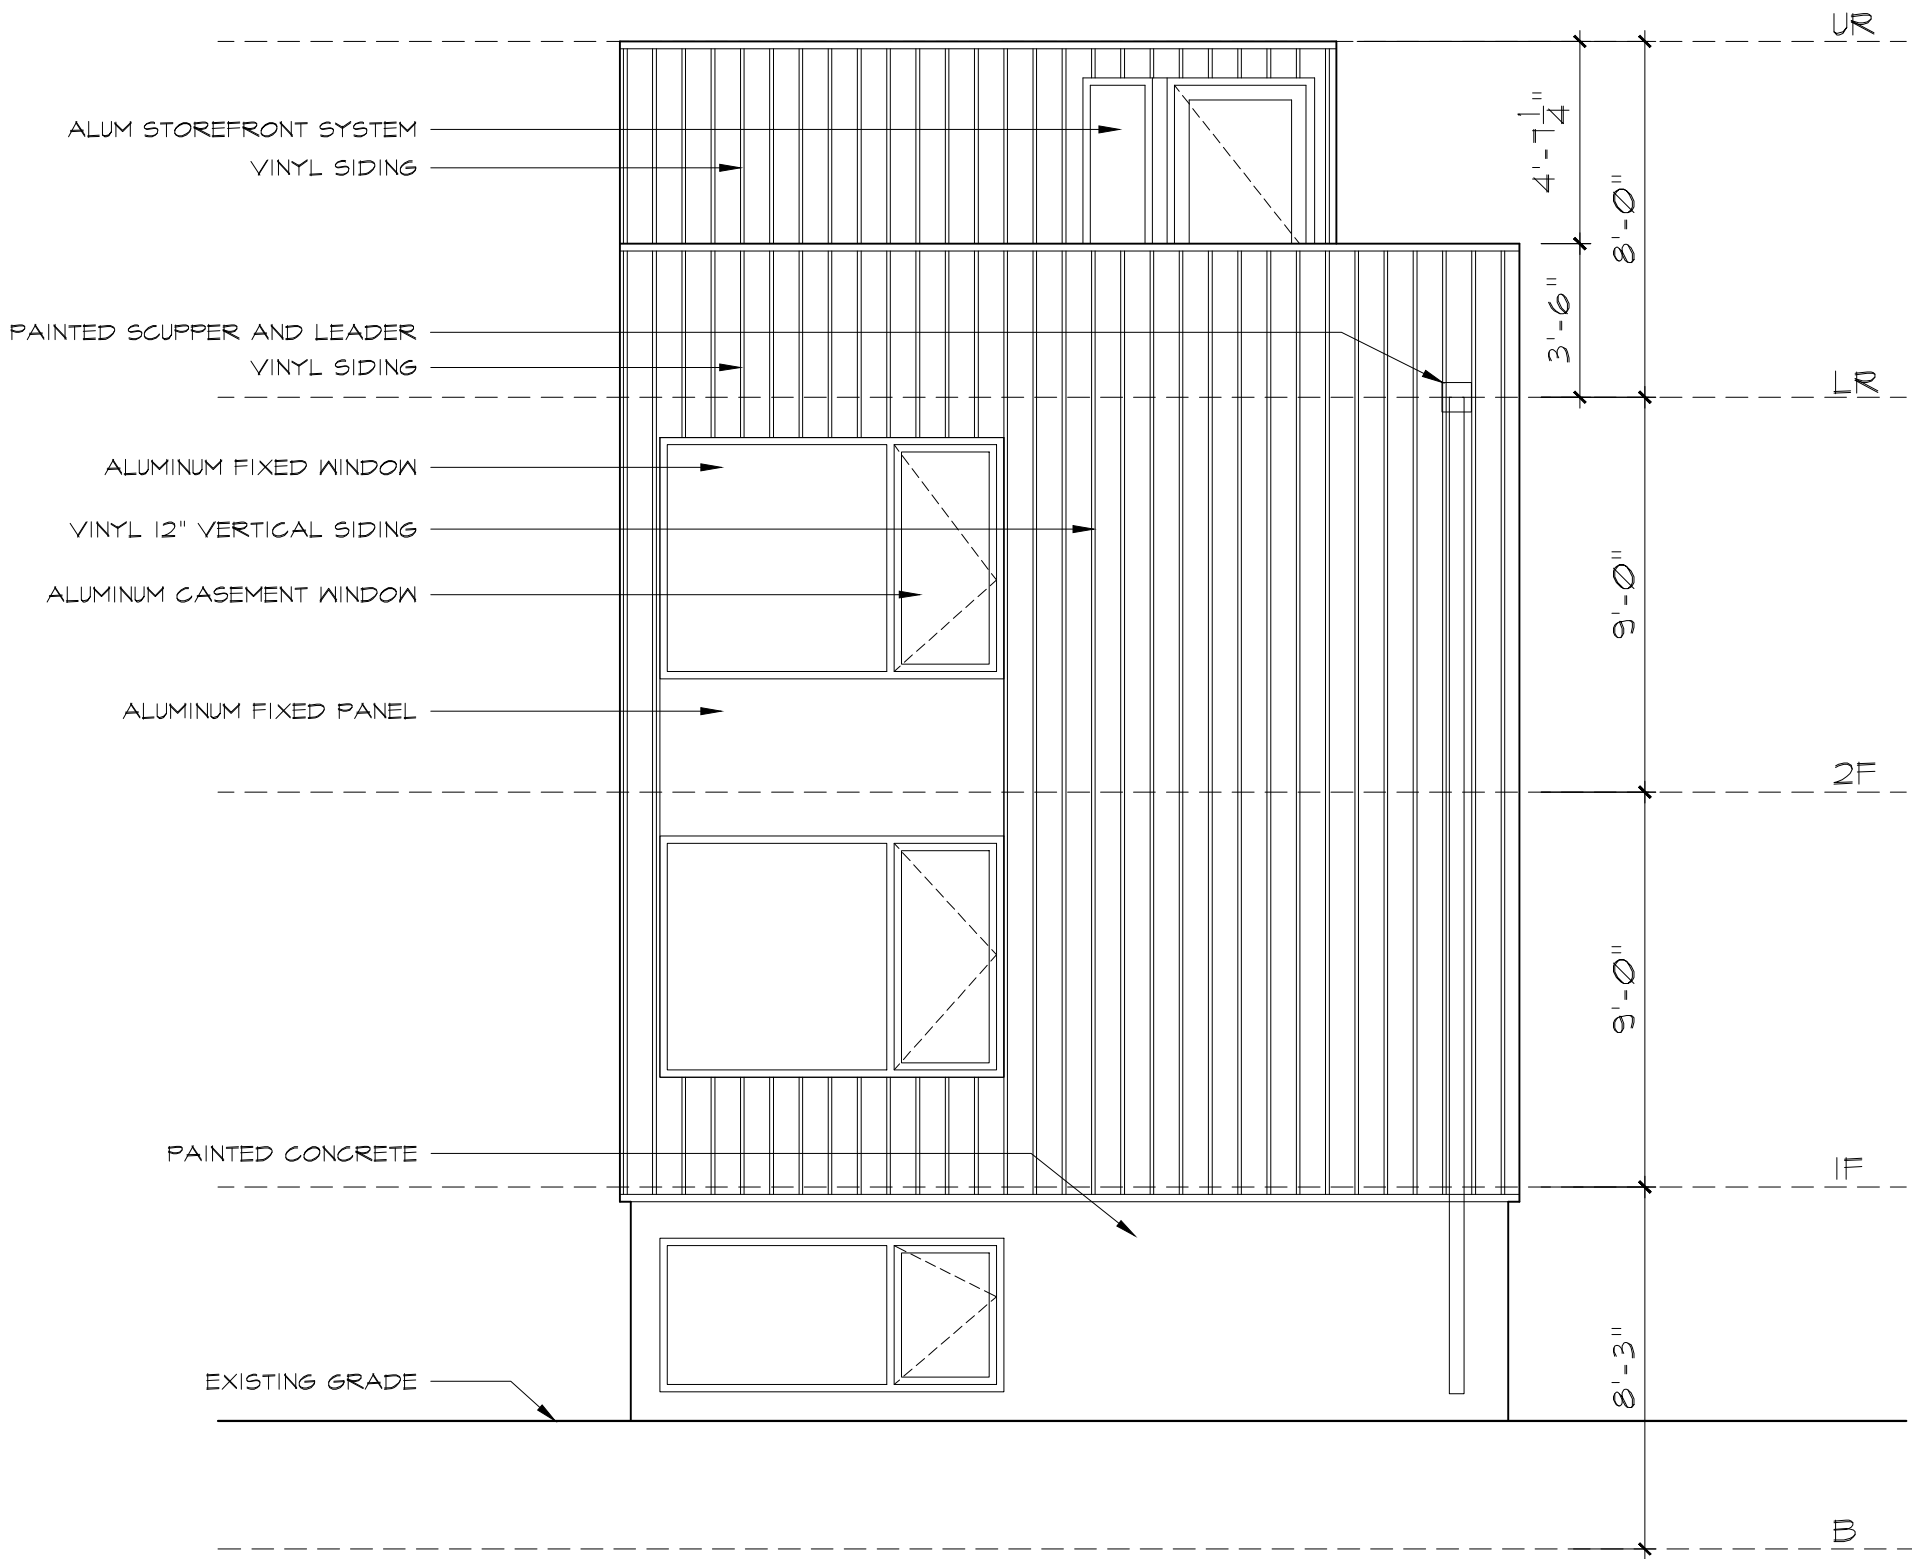 UR
ALUM STOREFRONT SYSTEM
VINYL SIDING
4'-7 1/4"
8'-0"
PAINTED SCUPPER AND LEADER
VINYL SIDING
3'-6"
LR
ALUMINUM FIXED WINDOW
VINYL 12" VERTICAL SIDING
ALUMINUM CASEMENT WINDOW
9'-0"
ALUMINUM FIXED PANEL
2F
9'-0"
PAINTED CONCRETE
1F
EXISTING GRADE
8'-3"
B